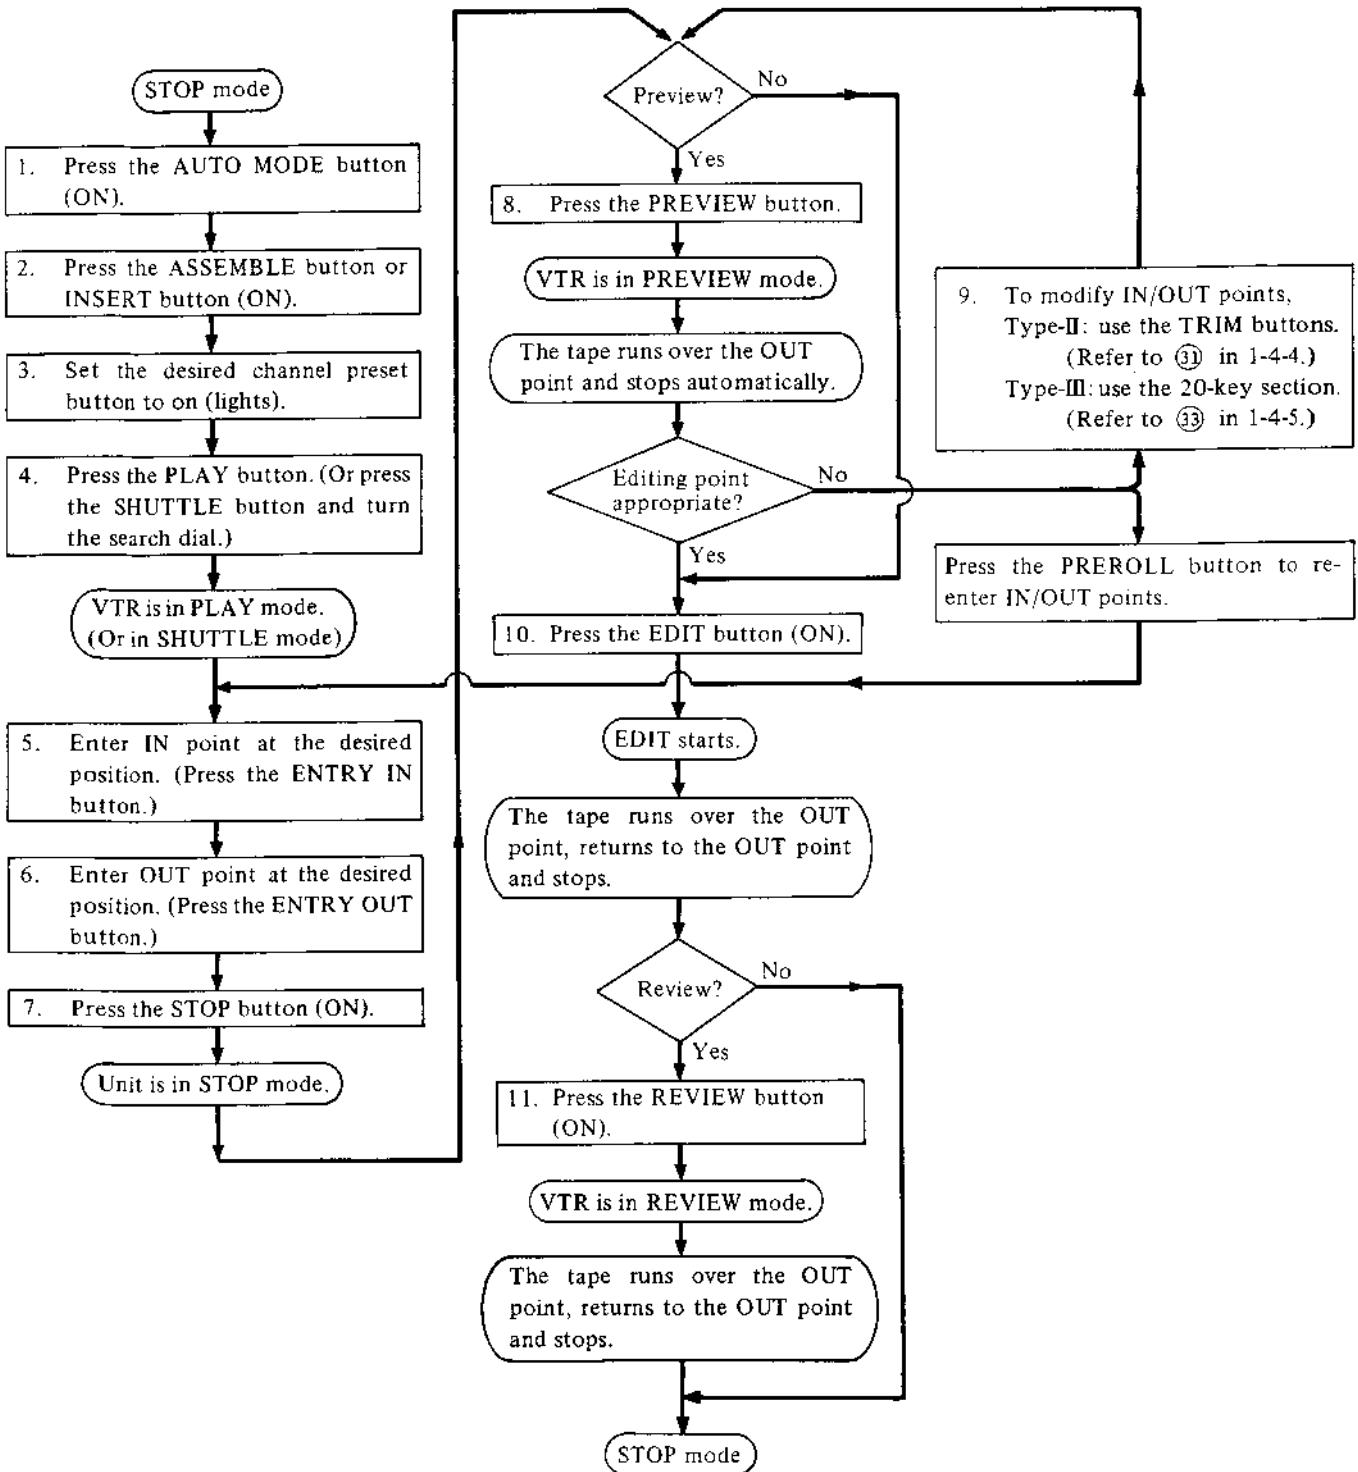 STOP mode
1. Press the AUTO MODE button
(ON).
2. Press the ASSEMBLE button or
INSERT button (ON).
3. Set the desired channel preset
button to on (lights).
4. Press the PLAY button. (Or press
the SHUTTLE button and turn
the search dial.)
VTR is in PLAY mode.
(Or in SHUTTLE mode)
5. Enter IN point at the desired
position. (Press the ENTRY IN
button.)
6. Enter OUT point at the desired
position. (Press the ENTRY OUT
button.)
7. Press the STOP button (ON).
Unit is in STOP mode.
Preview?
No
Yes
8. Press the PREVIEW button.
VTR is in PREVIEW mode.
The tape runs over the OUT
point and stops automatically.
Editing point
appropriate?
No
Yes
9. To modify IN/OUT points,
Type-II: use the TRIM buttons.
(Refer to ㉛ in 1-4-4.)
Type-III: use the 20-key section.
(Refer to ㉝ in 1-4-5.)
Press the PREROLL button to re-
enter IN/OUT points.
10. Press the EDIT button (ON).
EDIT starts.
The tape runs over the OUT
point, returns to the OUT point
and stops.
Review?
No
Yes
11. Press the REVIEW button
(ON).
VTR is in REVIEW mode.
The tape runs over the OUT
point, returns to the OUT point
and stops.
STOP mode